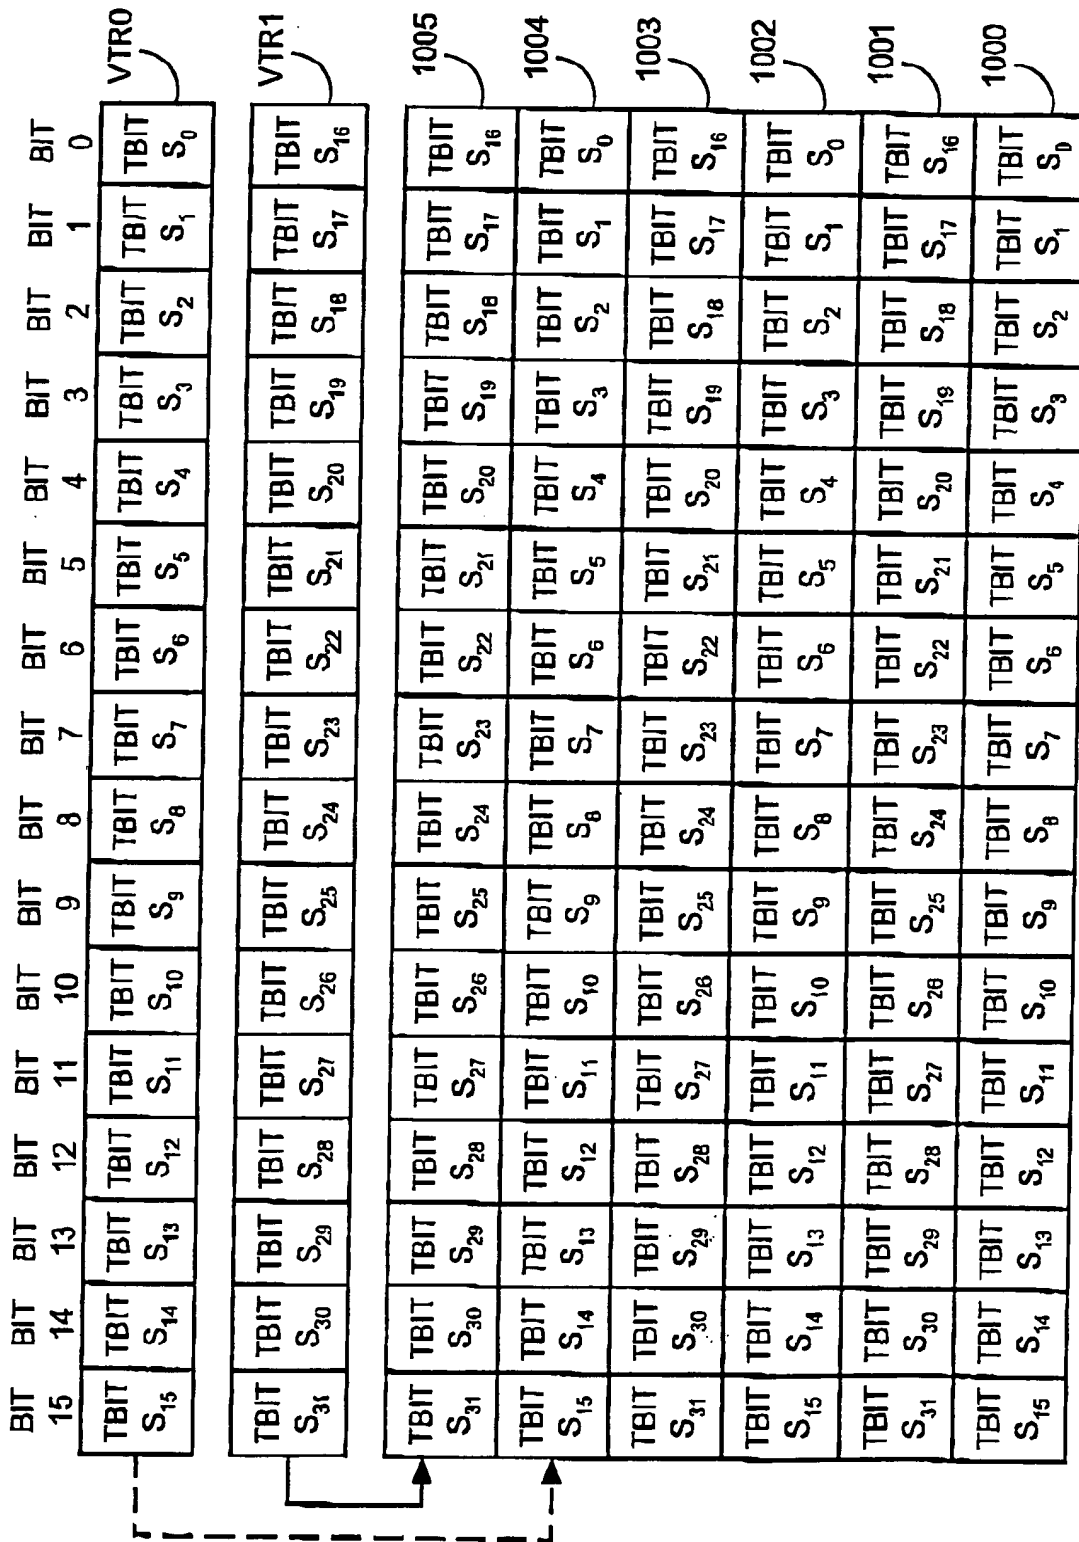 BIT BIT BIT BIT BIT BIT BIT BIT BIT BIT BIT BIT BIT BIT BIT BIT
15 14 13 12 11 10 9 8 7 6 5 4 3 2 1 0
TBIT TBIT TBIT TBIT TBIT TBIT TBIT TBIT TBIT TBIT TBIT TBIT TBIT TBIT TBIT TBIT VTR0
S₁₅ S₁₄ S₁₃ S₁₂ S₁₁ S₁₀ S₉ S₈ S₇ S₆ S₅ S₄ S₃ S₂ S₁ S₀
TBIT TBIT TBIT TBIT TBIT TBIT TBIT TBIT TBIT TBIT TBIT TBIT TBIT TBIT TBIT TBIT VTR1
S₃₁ S₃₀ S₂₉ S₂₈ S₂₇ S₂₆ S₂₅ S₂₄ S₂₃ S₂₂ S₂₁ S₂₀ S₁₉ S₁₈ S₁₇ S₁₆
TBIT TBIT TBIT TBIT TBIT TBIT TBIT TBIT TBIT TBIT TBIT TBIT TBIT TBIT TBIT TBIT 1005
S₃₁ S₃₀ S₂₉ S₂₈ S₂₇ S₂₆ S₂₅ S₂₄ S₂₃ S₂₂ S₂₁ S₂₀ S₁₉ S₁₈ S₁₇ S₁₆
TBIT TBIT TBIT TBIT TBIT TBIT TBIT TBIT TBIT TBIT TBIT TBIT TBIT TBIT TBIT TBIT 1004
S₁₅ S₁₄ S₁₃ S₁₂ S₁₁ S₁₀ S₉ S₈ S₇ S₆ S₅ S₄ S₃ S₂ S₁ S₀
TBIT TBIT TBIT TBIT TBIT TBIT TBIT TBIT TBIT TBIT TBIT TBIT TBIT TBIT TBIT TBIT 1003
S₃₁ S₃₀ S₂₉ S₂₈ S₂₇ S₂₆ S₂₅ S₂₄ S₂₃ S₂₂ S₂₁ S₂₀ S₁₉ S₁₈ S₁₇ S₁₆
TBIT TBIT TBIT TBIT TBIT TBIT TBIT TBIT TBIT TBIT TBIT TBIT TBIT TBIT TBIT TBIT 1002
S₁₅ S₁₄ S₁₃ S₁₂ S₁₁ S₁₀ S₉ S₈ S₇ S₆ S₅ S₄ S₃ S₂ S₁ S₀
TBIT TBIT TBIT TBIT TBIT TBIT TBIT TBIT TBIT TBIT TBIT TBIT TBIT TBIT TBIT TBIT 1001
S₃₁ S₃₀ S₂₉ S₂₈ S₂₇ S₂₆ S₂₅ S₂₄ S₂₃ S₂₂ S₂₁ S₂₀ S₁₉ S₁₈ S₁₇ S₁₆
TBIT TBIT TBIT TBIT TBIT TBIT TBIT TBIT TBIT TBIT TBIT TBIT TBIT TBIT TBIT TBIT 1000
S₁₅ S₁₄ S₁₃ S₁₂ S₁₁ S₁₀ S₉ S₈ S₇ S₆ S₅ S₄ S₃ S₂ S₁ S₀